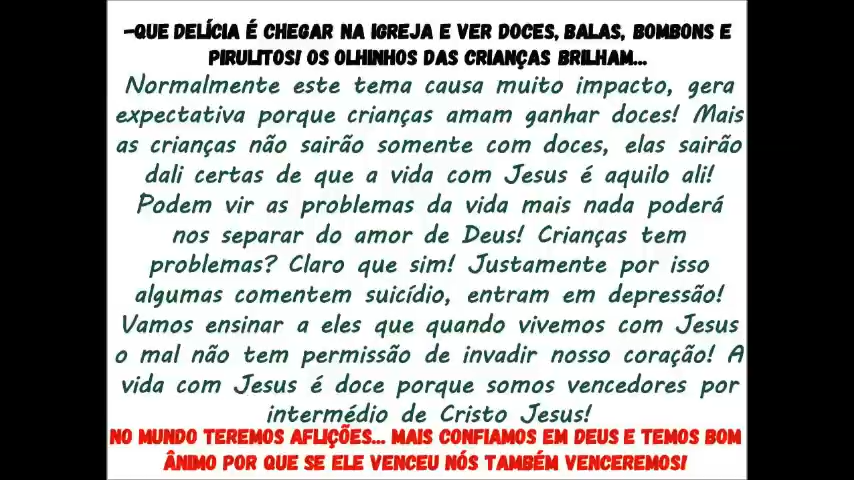 -QUE DELÍCIA É CHEGAR NA IGREJA E VER DOCES, BALAS, BOMBONS E
PIRULITOS! OS OLHINHOS DAS CRIANÇAS BRILHAM...
Normalmente este tema causa muito impacto, gera
expectativa porque crianças amam ganhar doces! Mais
as crianças não sairão somente com doces, elas sairão
dali certas de que a vida com Jesus é aquilo ali!
Podem vir as problemas da vida mais nada poderá
nos separar do amor de Deus! Crianças tem
problemas? Claro que sim! Justamente por isso
algumas comentem suicídio, entram em depressão!
Vamos ensinar a eles que quando vivemos com Jesus
o mal não tem permissão de invadir nosso coração! A
vida com Jesus é doce porque somos vencedores por
intermédio de Cristo Jesus!
NO MUNDO TEREMOS AFLIÇÕES... MAIS CONFIAMOS EM DEUS E TEMOS BOM
ÂNIMO POR QUE SE ELE VENCEU NÓS TAMBÉM VENCEREMOS!